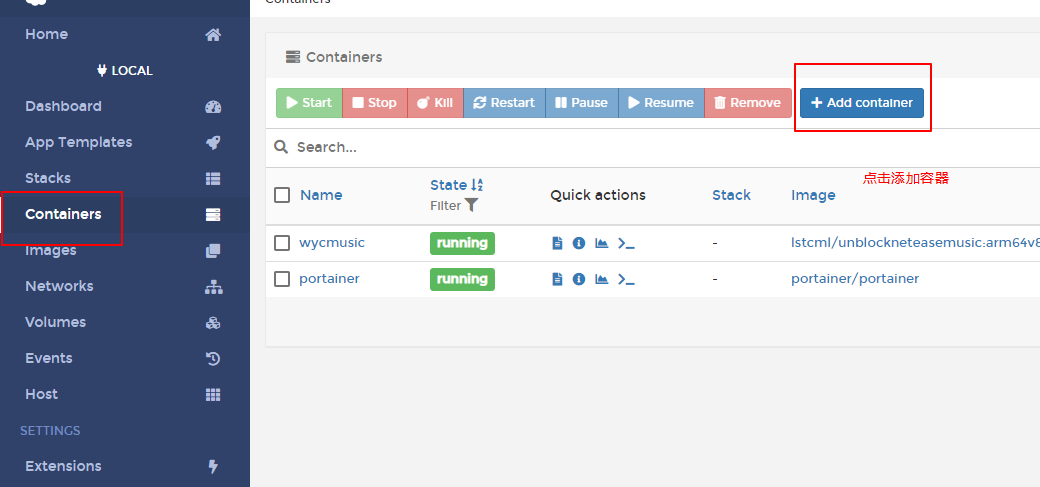 Containers
Home
LOCAL
Dashboard
App Templates
Stacks
Containers
Images
Networks
Volumes
Events
Host
SETTINGS
Extensions
Containers
Start Stop Kill Restart Pause Resume Remove Add container
Search...
点击添加容器
Name State Filter Quick actions Stack Image
wycmusic running - lstcml/unblockneteasemusic:arm64v8
portainer running - portainer/portainer